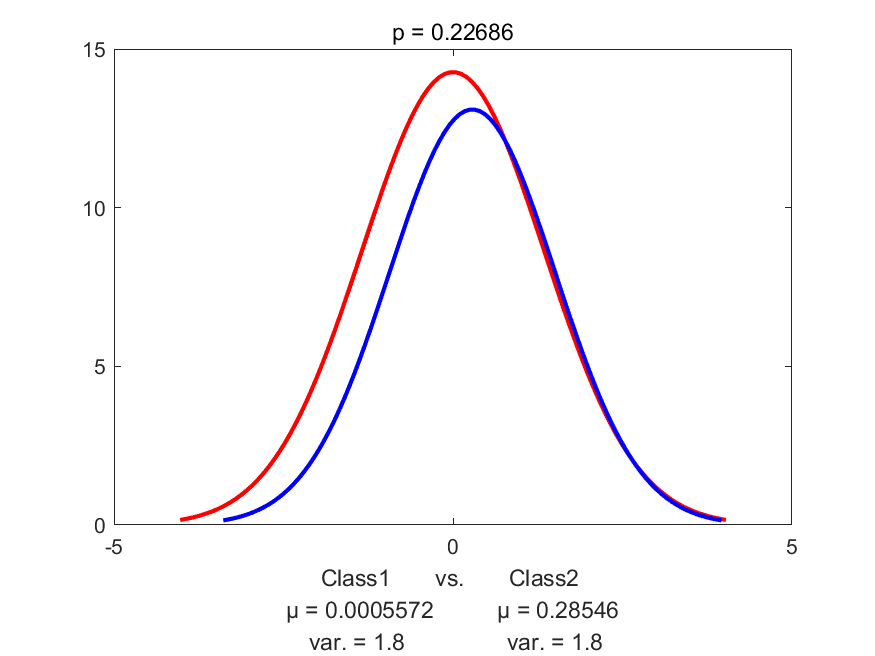 p = 0.22686
15
10
5
0
-5 0 5
Class1 vs. Class2
μ = 0.0005572 μ = 0.28546
var. = 1.8 var. = 1.8